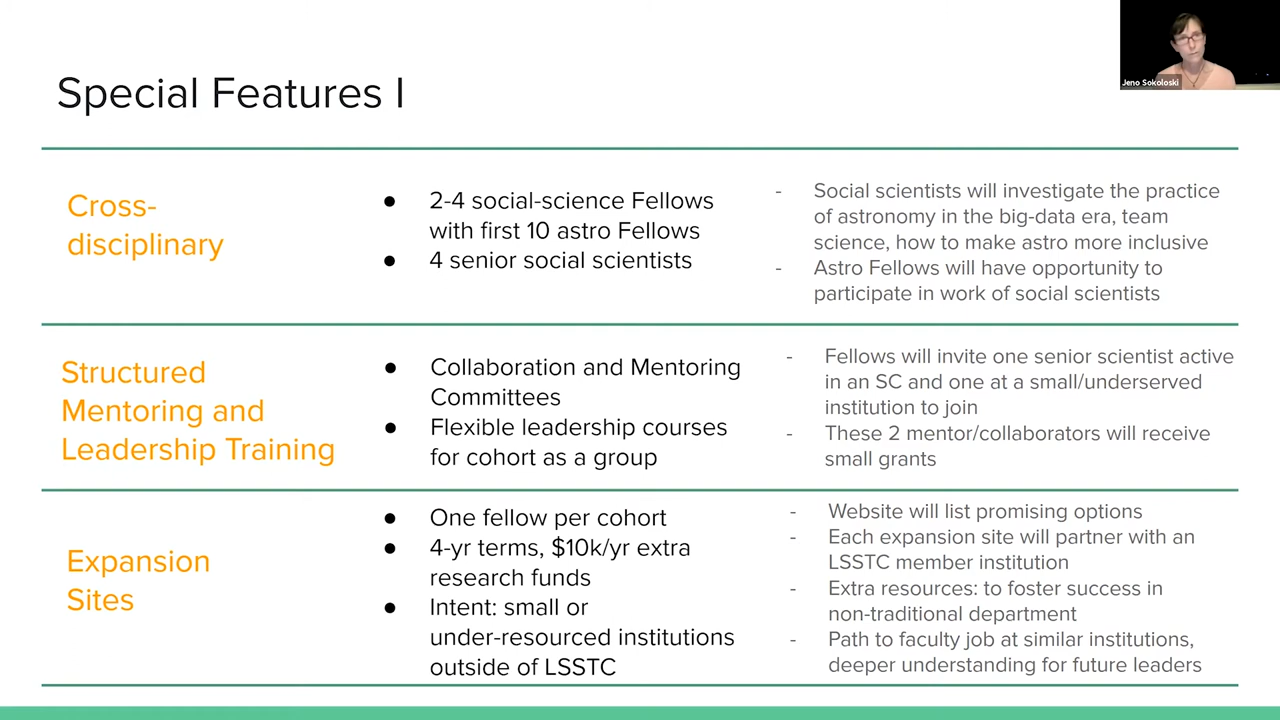 Jeno Sokoloski
Special Features I
Cross-
disciplinary
● 2-4 social-science Fellows
with first 10 astro Fellows
● 4 senior social scientists
- Social scientists will investigate the practice
of astronomy in the big-data era, team
science, how to make astro more inclusive
- Astro Fellows will have opportunity to
participate in work of social scientists
Structured
Mentoring and
Leadership Training
● Collaboration and Mentoring
Committees
● Flexible leadership courses
for cohort as a group
- Fellows will invite one senior scientist active
in an SC and one at a small/underserved
institution to join
- These 2 mentor/collaborators will receive
small grants
Expansion
Sites
● One fellow per cohort
● 4-yr terms, $10k/yr extra
research funds
● Intent: small or
under-resourced institutions
outside of LSSTC
- Website will list promising options
- Each expansion site will partner with an
LSSTC member institution
- Extra resources: to foster success in
non-traditional department
- Path to faculty job at similar institutions,
deeper understanding for future leaders